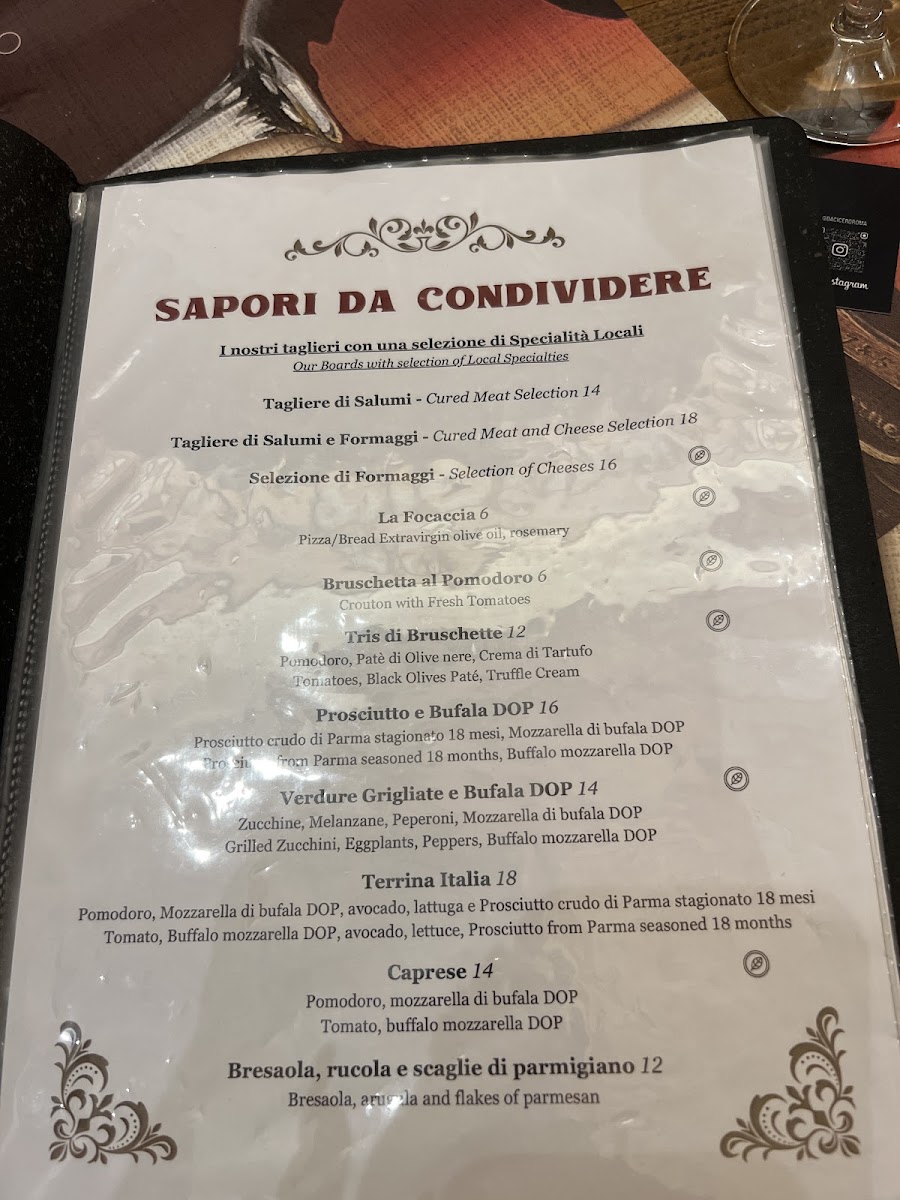 SAPORI DA CONDIVIDERE
I nostri taglieri con una selezione di Specialità Locali
Our Boards with selection of Local Specialties
Tagliere di Salumi - Cured Meat Selection 14
Tagliere di Salumi e Formaggi - Cured Meat and Cheese Selection 18
Selezione di Formaggi - Selection of Cheeses 16
La Focaccia 6
Pizza/Bread Extravirgin olive oil, rosemary
Bruschetta al Pomodoro 6
Crouton with Fresh Tomatoes
Tris di Bruschette 12
Pomodoro, Patè di Olive nere, Crema di Tartufo
Tomatoes, Black Olives Paté, Truffle Cream
Prosciutto e Bufala DOP 16
Prosciutto crudo di Parma stagionato 18 mesi, Mozzarella di bufala DOP
from Parma seasoned 18 months, Buffalo mozzarella DOP
Verdure Grigliate e Bufala DOP 14
Zucchine, Melanzane, Peperoni, Mozzarella di bufala DOP
Grilled Zucchini, Eggplants, Peppers, Buffalo mozzarella DOP
Terrina Italia 18
Pomodoro, Mozzarella di bufala DOP, avocado, lattuga e Prosciutto crudo di Parma stagionato 18 mesi
Tomato, Buffalo mozzarella DOP, avocado, lettuce, Prosciutto from Parma seasoned 18 months
Caprese 14
Pomodoro, mozzarella di bufala DOP
Tomato, buffalo mozzarella DOP
Bresaola, rucola e scaglie di parmigiano 12
Bresaola, arugula and flakes of parmesan
stagram